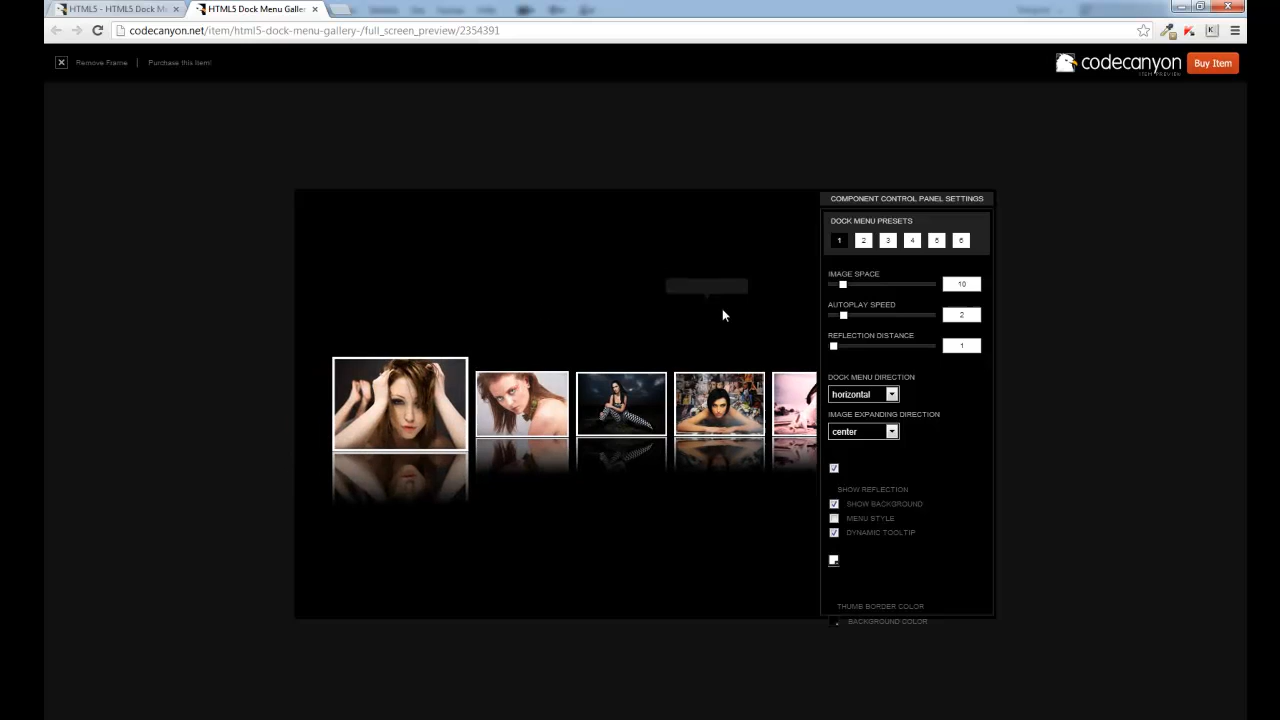 HTML5 - HTML5 Dock M
HTML5 Dock Menu Galler
codecanyon.net/item/html5-dock-menu-gallery-/full_screen_preview/2354391
Remove Frame | Purchase this item!
codecanyon
ITEM PREVIEW
Buy Item
COMPONENT CONTROL PANEL SETTINGS
DOCK MENU PRESETS
1 2 3 4 5 6
IMAGE SPACE
10
AUTOPLAY SPEED
2
REFLECTION DISTANCE
1
DOCK MENU DIRECTION
horizontal
IMAGE EXPANDING DIRECTION
center
SHOW REFLECTION
SHOW BACKGROUND
MENU STYLE
DYNAMIC TOOLTIP
THUMB BORDER COLOR
BACKGROUND COLOR